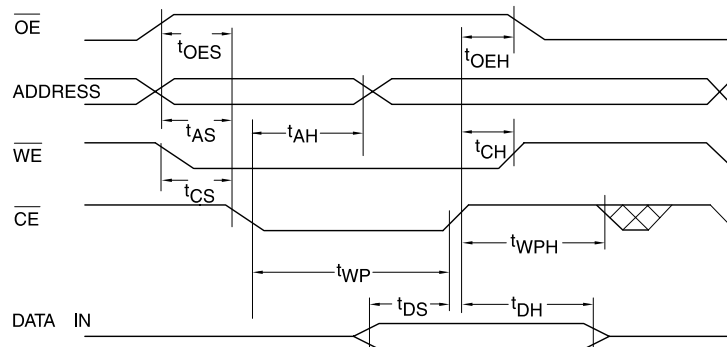 OE
tOES
tOEH
ADDRESS
tAS
tAH
WE
tCH
tCS
CE
tWPH
tWP
tDS
tDH
DATA IN